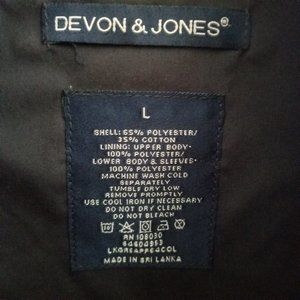 DEVON & JONES®
L
SHELL: 65% POLYESTER/
35% COTTON
LINING: UPPER BODY-
100% POLYESTER/
LOWER BODY & SLEEVES-
100% POLYESTER
MACHINE WASH COLD
SEPARATELY
TUMBLE DRY LOW
REMOVE PROMPTLY
USE COOL IRON IF NECESSARY
DO NOT DRY CLEAN
DO NOT BLEACH
RN 108030
MADE IN SRI LANKA